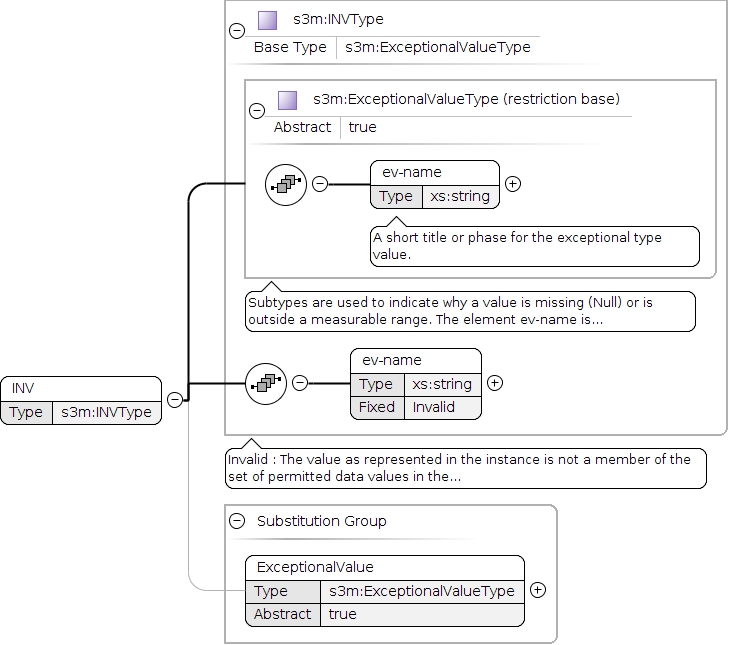 s3m:INVType
Base Type s3m:ExceptionalValueType
s3m:ExceptionalValueType (restriction base)
Abstract true
ev-name
Type xs:string
A short title or phase for the exceptional type
value.
Subtypes are used to indicate why a value is missing (Null) or is
outside a measurable range. The element ev-name is...
ev-name
Type xs:string
Fixed Invalid
INV
Type s3m:INVType
Invalid : The value as represented in the instance is not a member of the
set of permitted data values in the...
Substitution Group
ExceptionalValue
Type s3m:ExceptionalValueType
Abstract true